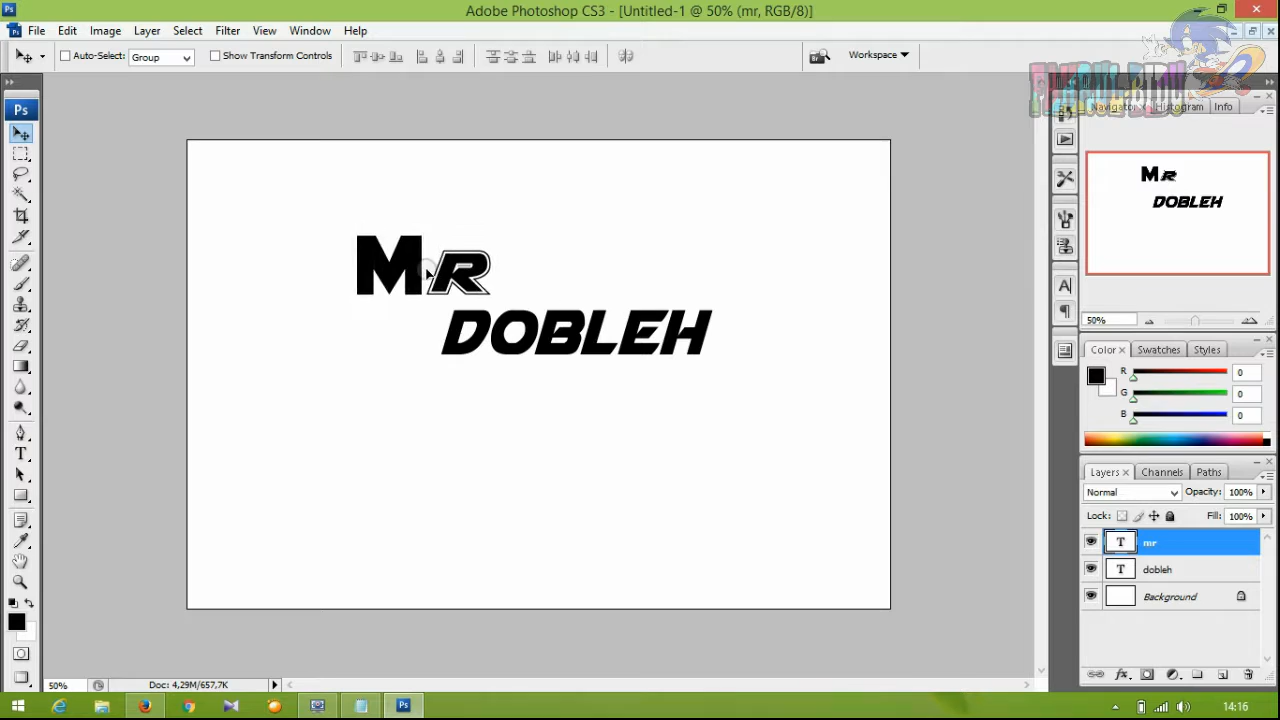 Adobe Photoshop CS3 - [Untitled-1 @ 50% (mr, RGB/8)]
File Edit Image Layer Select Filter View Window Help
Auto-Select: Group Show Transform Controls Workspace
Navigator Histogram Info
Mr
DOBLEH
Mr
DOBLEH
50%
Color Swatches Styles
R 0
G 0
B 0
Layers Channels Paths
Normal Opacity: 100%
Lock: Fill: 100%
T mr
T dobleh
Background
50% Doc: 4,29M/657,7K
14:16